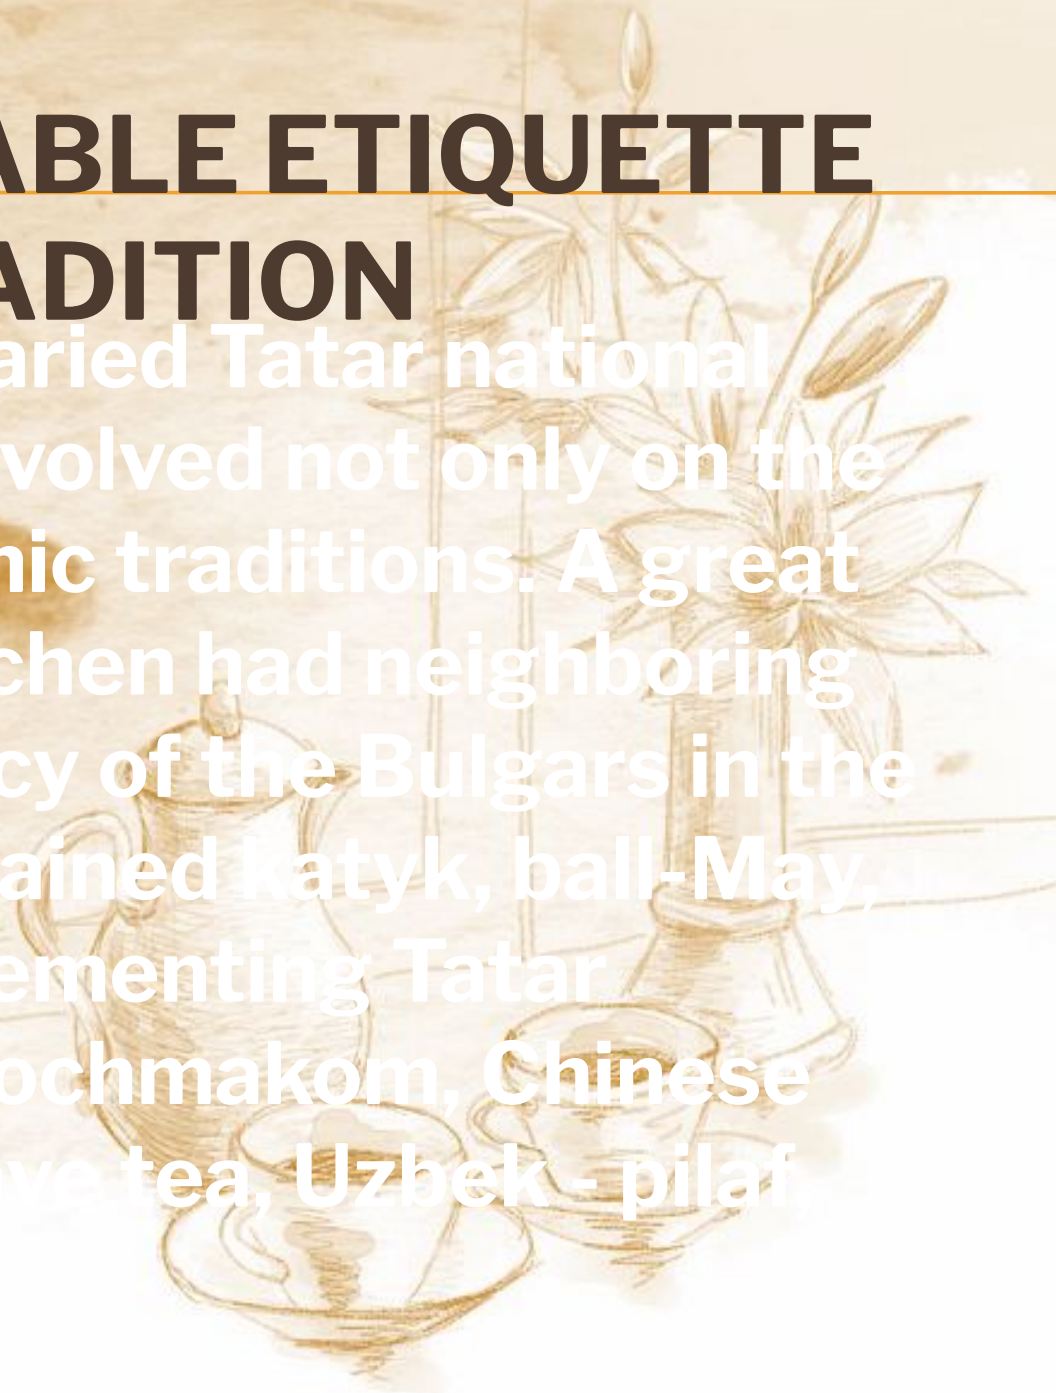 ABLE ETIQUETTE
ADITION
aried Tatar national
volved not only on the
nic traditions. A great
chen had neighboring
cy of the Bulgars in the
ained katyk, ball-May,
ementing Tatar
ochmakom, Chinese
ve tea, Uzbek - pilaf,